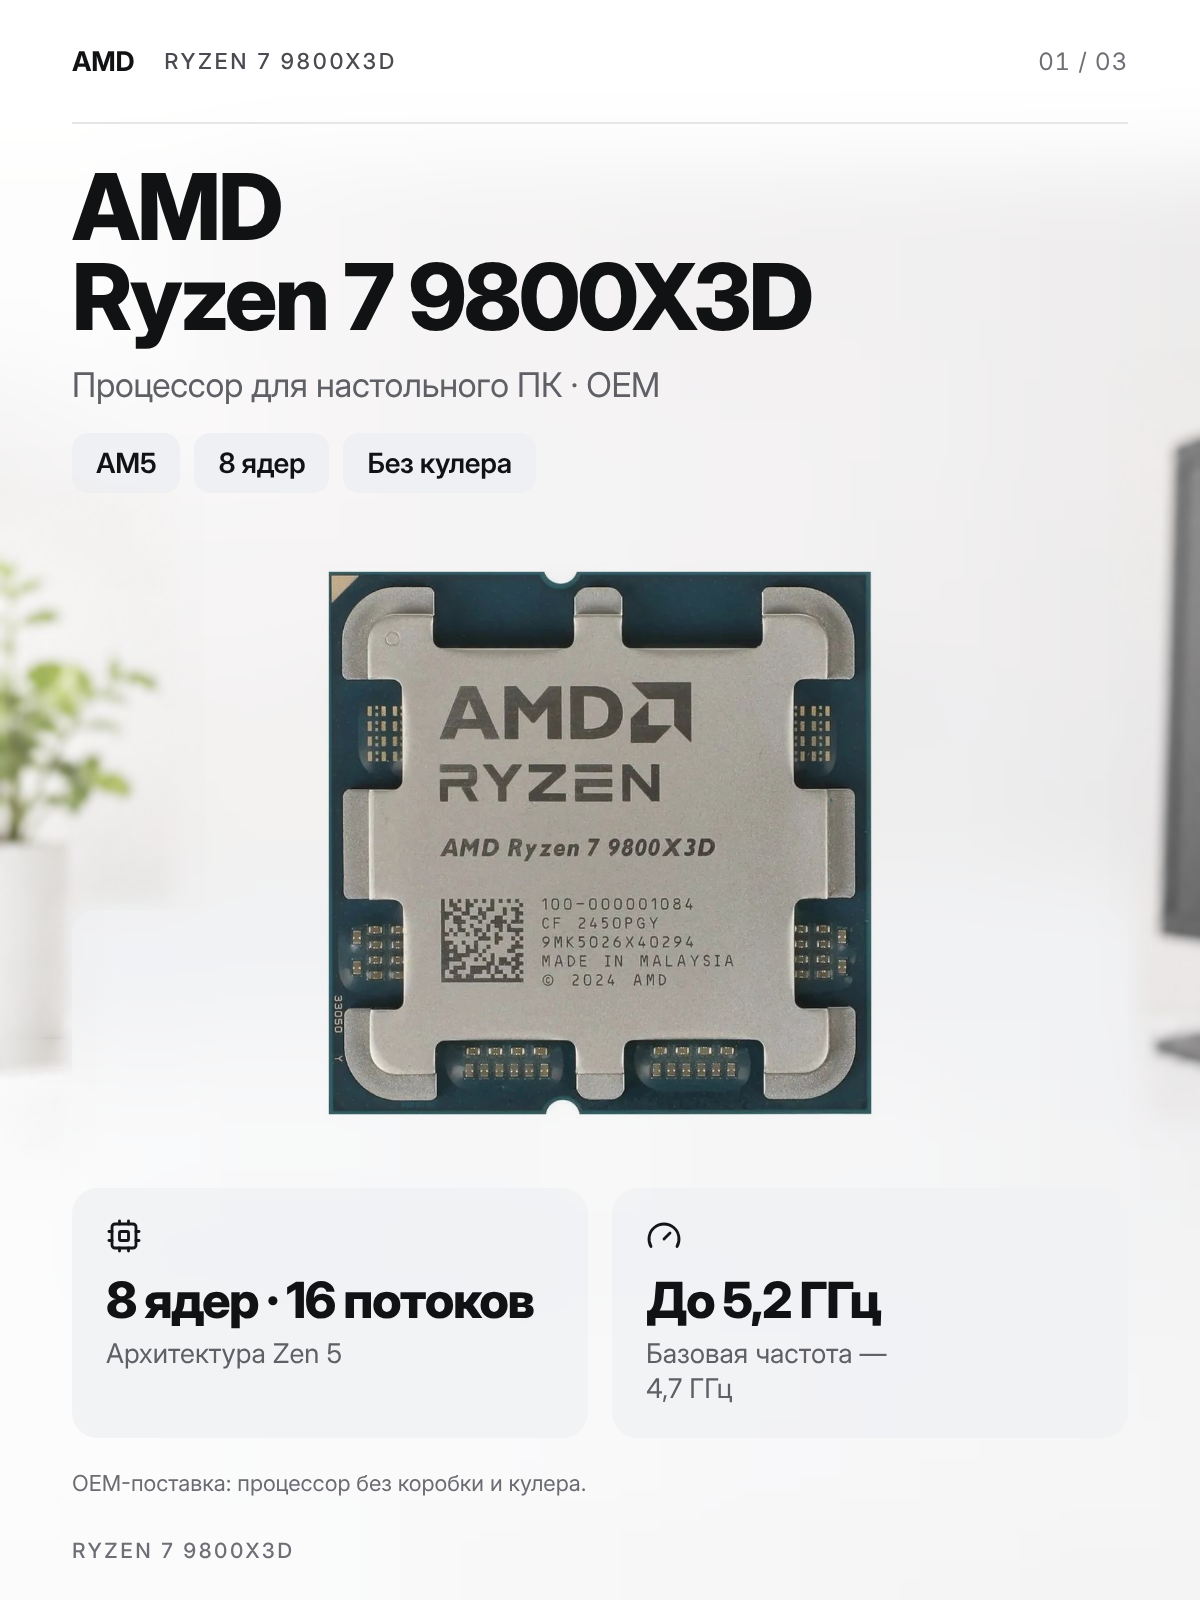 AMD RYZEN 7 9800X3D 01 / 03
AMD
Ryzen 7 9800X3D
Процессор для настольного ПК · OEM
AM5 8 ядер Без кулера
AMD
RYZEN
AMD Ryzen 7 9800X3D
100-000001084
CF 2450PGY
9MK5026X40294
MADE IN MALAYSIA
© 2024 AMD
33050 Y
8 ядер · 16 потоков
Архитектура Zen 5
До 5,2 ГГц
Базовая частота —
4,7 ГГц
OEM-поставка: процессор без коробки и кулера.
RYZEN 7 9800X3D